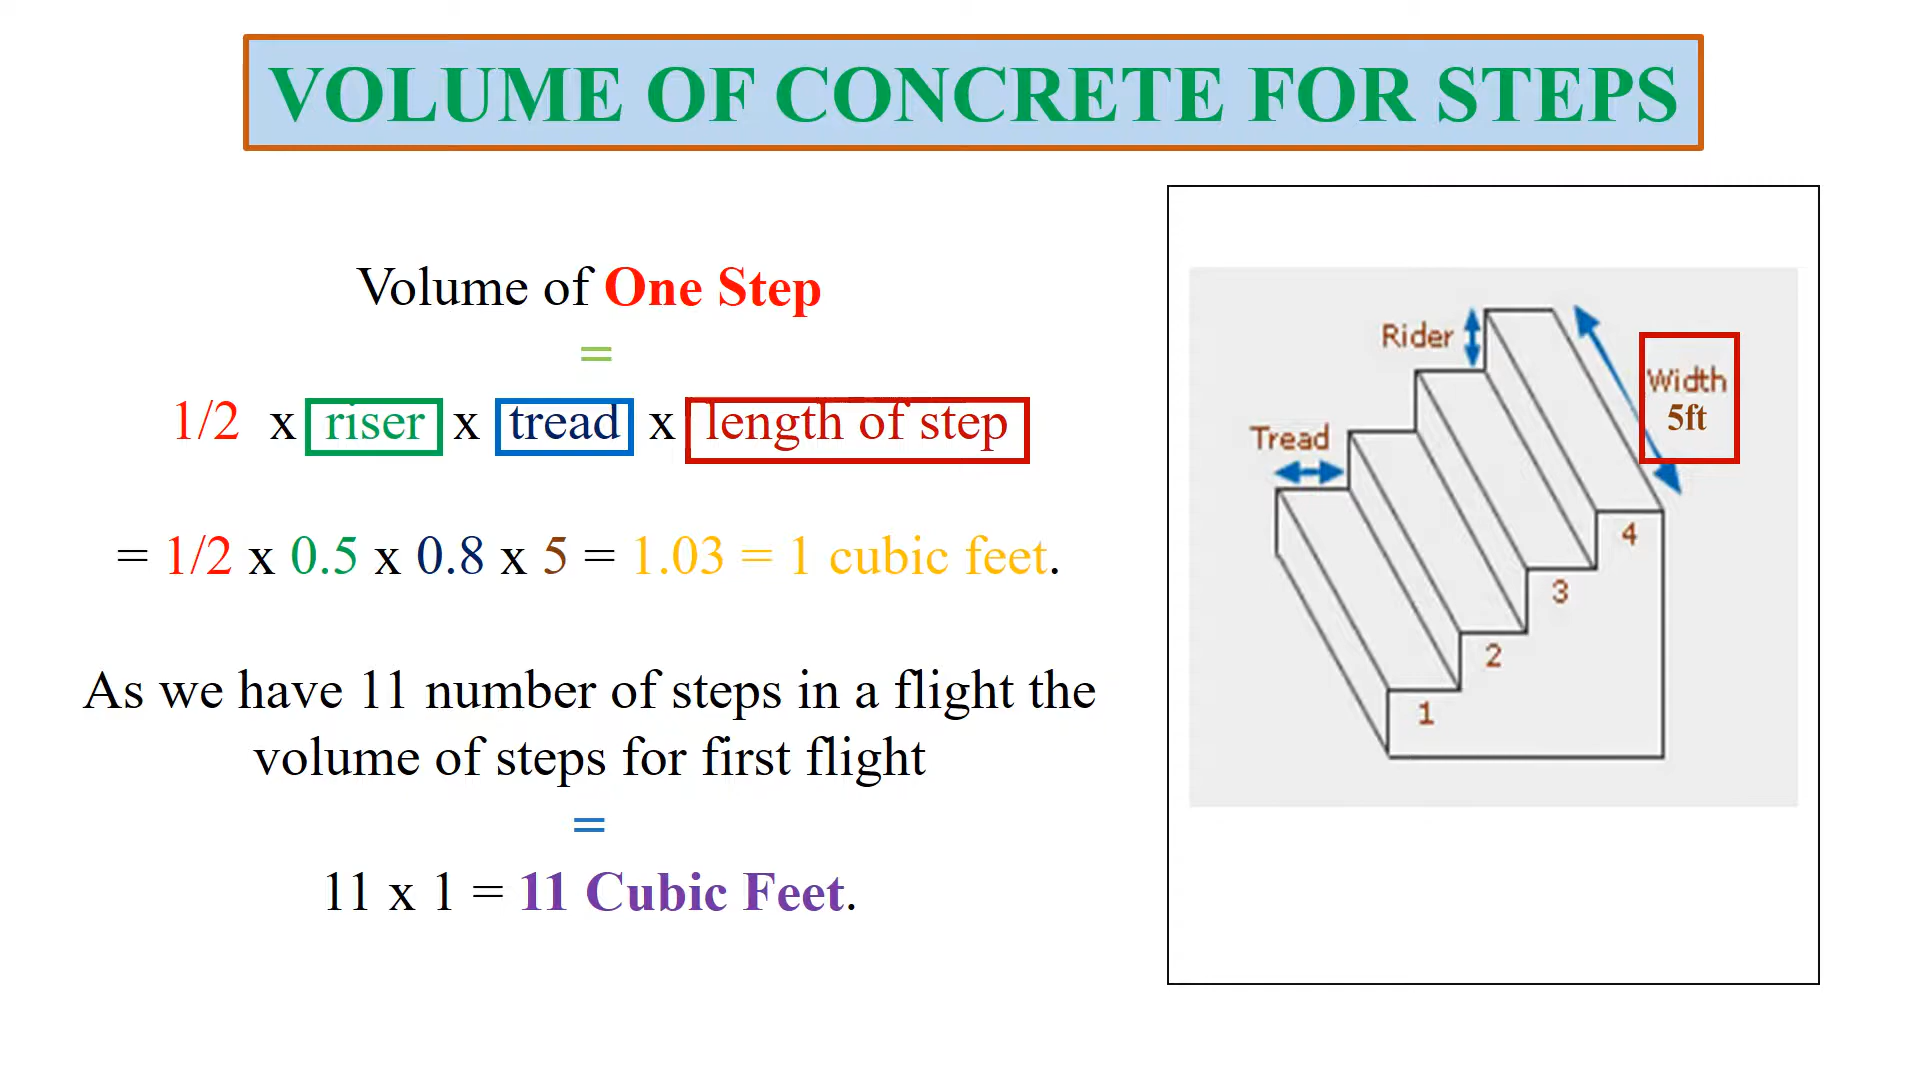 VOLUME OF CONCRETE FOR STEPS
Volume of One Step
=
1/2 x riser x tread x length of step
= 1/2 x 0.5 x 0.8 x 5 = 1.03 = 1 cubic feet.
As we have 11 number of steps in a flight the
volume of steps for first flight
=
11 x 1 = 11 Cubic Feet.
Rider
Width
5ft
Tread
4
3
2
1